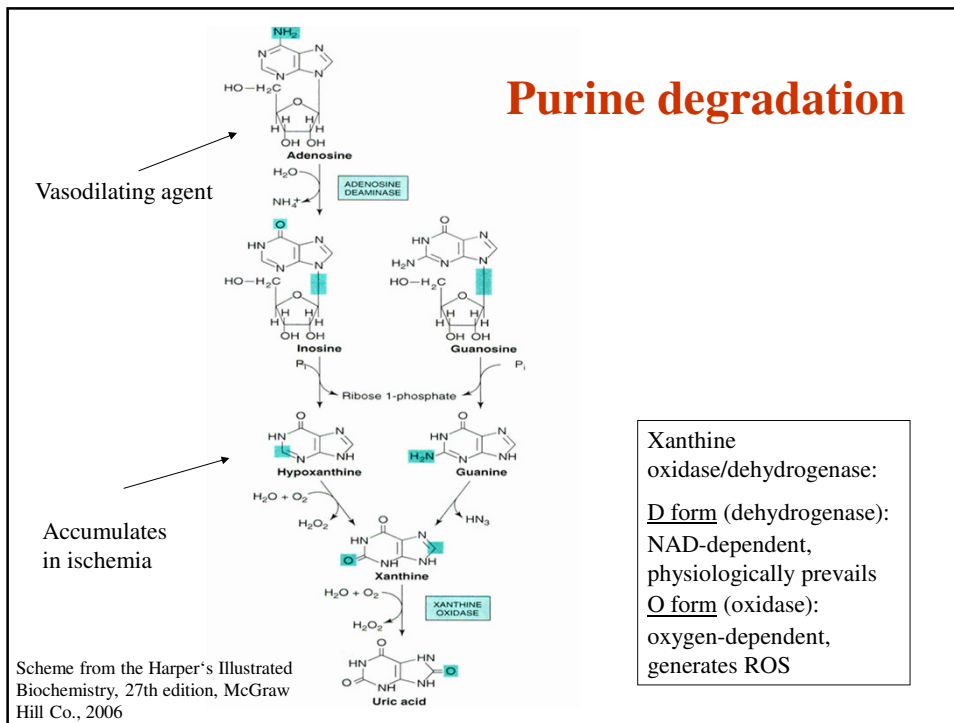 Purine degradation
NH2
N
N
N
N
HO—H2C
O
H H
H H
OH OH
Adenosine
Vasodilating agent
H2O
NH4+
ADENOSINE
DEAMINASE
O
HN
N
N
N
HO—H2C
O
H H
H H
OH OH
Inosine
O
HN
N
H2N
N
N
HO—H2C
O
H H
H H
OH OH
Guanosine
Pi
Pi
Ribose 1-phosphate
O
HN
N
N
NH
Hypoxanthine
O
HN
N
H2N
N
NH
Guanine
Accumulates
in ischemia
H2O + O2
H2O2
HN3
O
HN
N
O
NH
NH
Xanthine
H2O + O2
H2O2
XANTHINE
OXIDASE
O
HN
HN
O
O
NH
NH
Uric acid
Xanthine
oxidase/dehydrogenase:
D form (dehydrogenase):
NAD-dependent,
physiologically prevails
O form (oxidase):
oxygen-dependent,
generates ROS
Scheme from the Harper‘s Illustrated
Biochemistry, 27th edition, McGraw
Hill Co., 2006